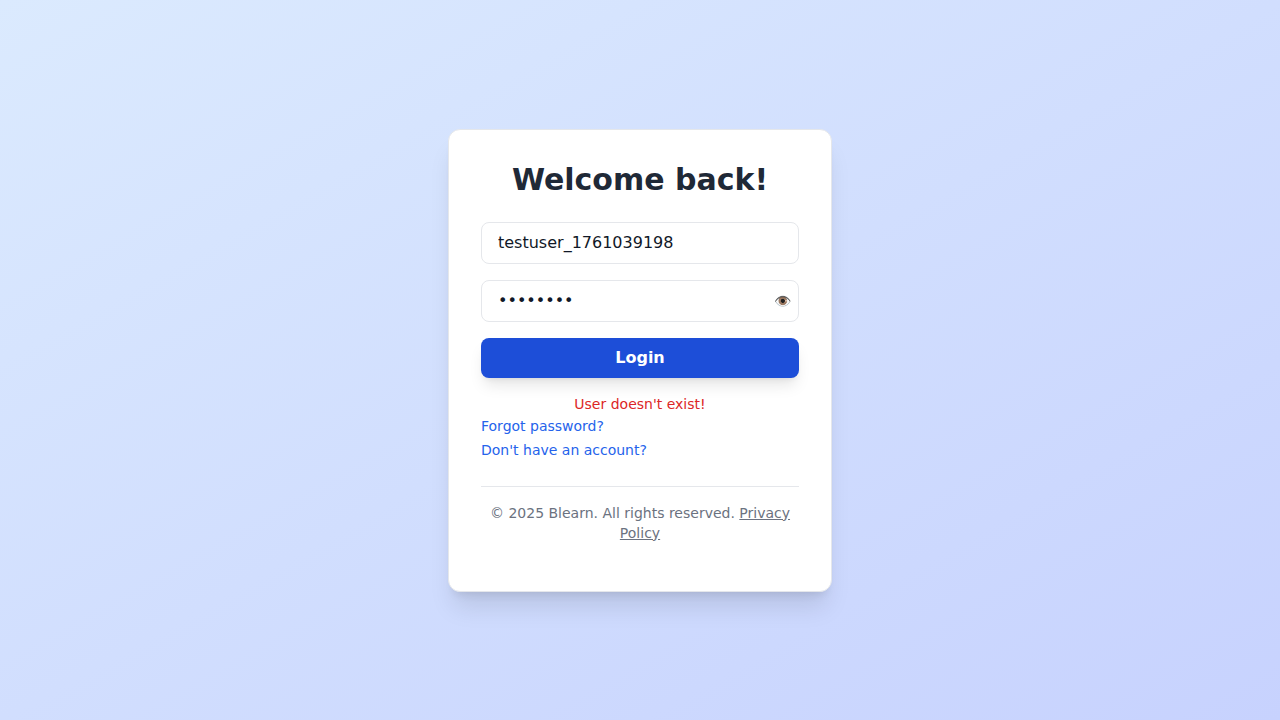 Welcome back!
testuser_1761039198
••••••••
Login
User doesn't exist!
Forgot password?
Don't have an account?
© 2025 Blearn. All rights reserved. Privacy
Policy